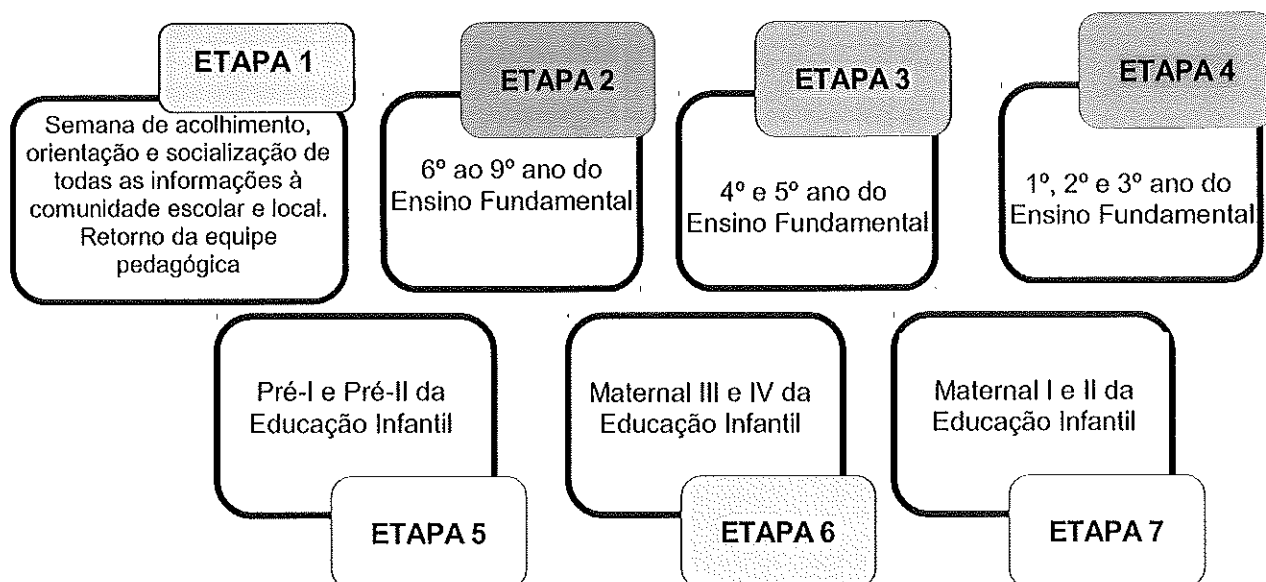 ETAPA 1
Semana de acolhimento,
orientação e socialização de
todas as informações à
comunidade escolar e local.
Retorno da equipe
pedagógica
ETAPA 2
6º ao 9º ano do
Ensino Fundamental
ETAPA 3
4º e 5º ano do
Ensino Fundamental
ETAPA 4
1º, 2º e 3º ano do
Ensino Fundamental
Pré-I e Pré-II da
Educação Infantil
ETAPA 5
Maternal III e IV da
Educação Infantil
ETAPA 6
Maternal I e II da
Educação Infantil
ETAPA 7